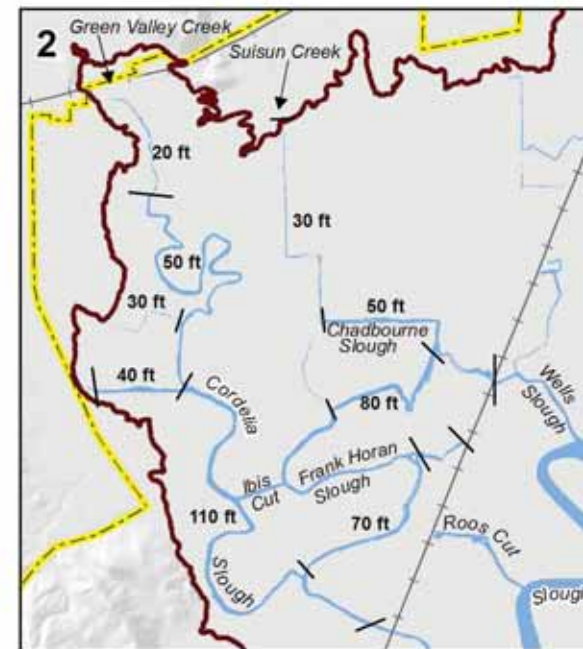 2
Green Valley Creek
Suisun Creek
20 ft
30 ft
50 ft
30 ft
50 ft
Chadbourne
Slough
40 ft
Cordelia
80 ft
Wells
Slough
Ibis
Cut
Frank Horan
Slough
110 ft
70 ft
Roos Cut
Slough
Slough